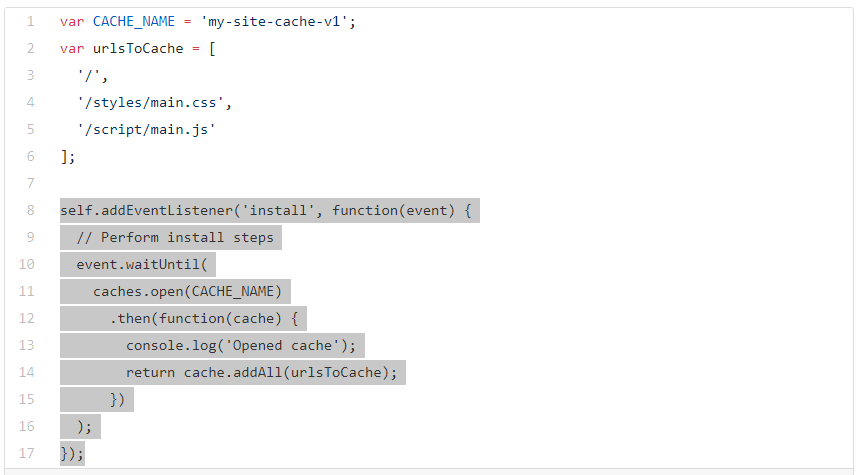 1 var CACHE_NAME = 'my-site-cache-v1';
2 var urlsToCache = [
3   '/',
4   '/styles/main.css',
5   '/script/main.js'
6 ];
7
8 self.addEventListener('install', function(event) {
9   // Perform install steps
10   event.waitUntil(
11     caches.open(CACHE_NAME)
12       .then(function(cache) {
13         console.log('Opened cache');
14         return cache.addAll(urlsToCache);
15       })
16   );
17 });